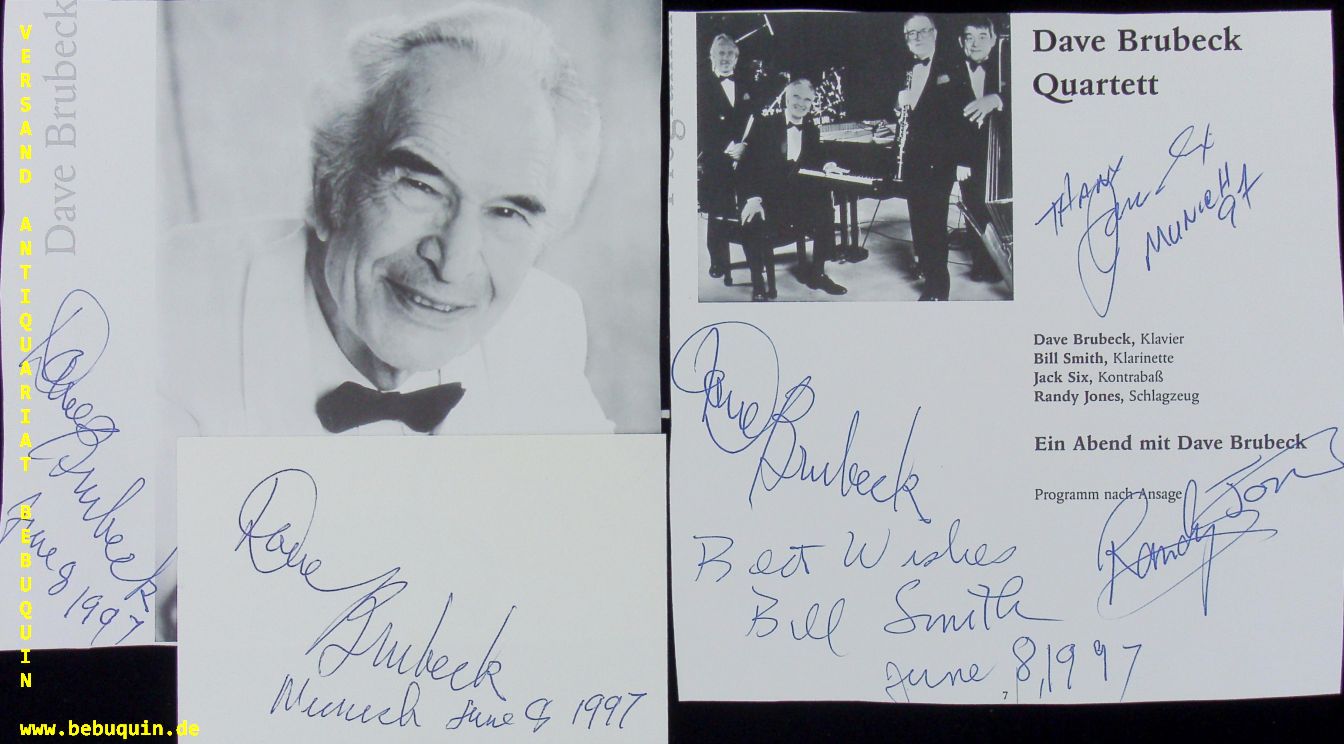 VERSAND ANTIQUARIAT BEBUQUIN
www.bebuquin.de
Dave Brubeck
Dave Brubeck
June 8 1997
Dave
Brubeck
Munich June 8 1997
Dave Brubeck
Quartett
THANX
MUNICH
97
Dave Brubeck, Klavier
Bill Smith, Klarinette
Jack Six, Kontrabaß
Randy Jones, Schlagzeug
Ein Abend mit Dave Brubeck
Programm nach Ansage
Randy Jones
Dave
Brubeck
Best Wishes
Bill Smith
June 8, 1997
7